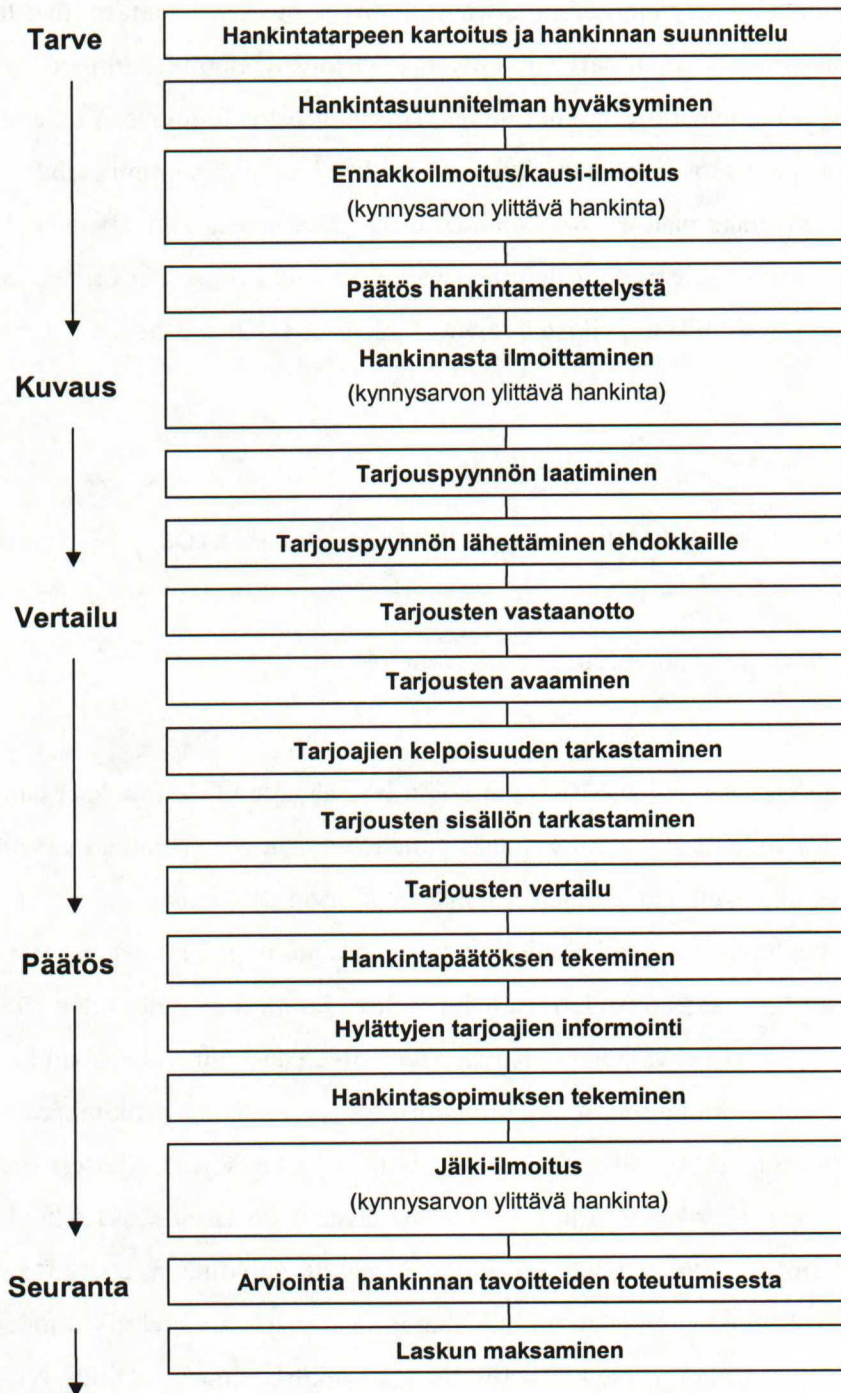 Tarve
Hankintatarpeen kartoitus ja hankinnan suunnittelu
Hankintasuunnitelman hyväksyminen
Ennakkoilmoitus/kausi-ilmoitus
(kynnysarvon ylittävä hankinta)
Päätös hankintamenettelystä
Hankinnasta ilmoittaminen
(kynnysarvon ylittävä hankinta)
Kuvaus
Tarjouspyynnön laatiminen
Tarjouspyynnön lähettäminen ehdokkaille
Vertailu
Tarjousten vastaanotto
Tarjousten avaaminen
Tarjoajien kelpoisuuden tarkastaminen
Tarjousten sisällön tarkastaminen
Tarjousten vertailu
Päätös
Hankintapäätöksen tekeminen
Hylättyjen tarjoajien informointi
Hankintasopimuksen tekeminen
Jälki-ilmoitus
(kynnysarvon ylittävä hankinta)
Seuranta
Arviointia hankinnan tavoitteiden toteutumisesta
Laskun maksaminen